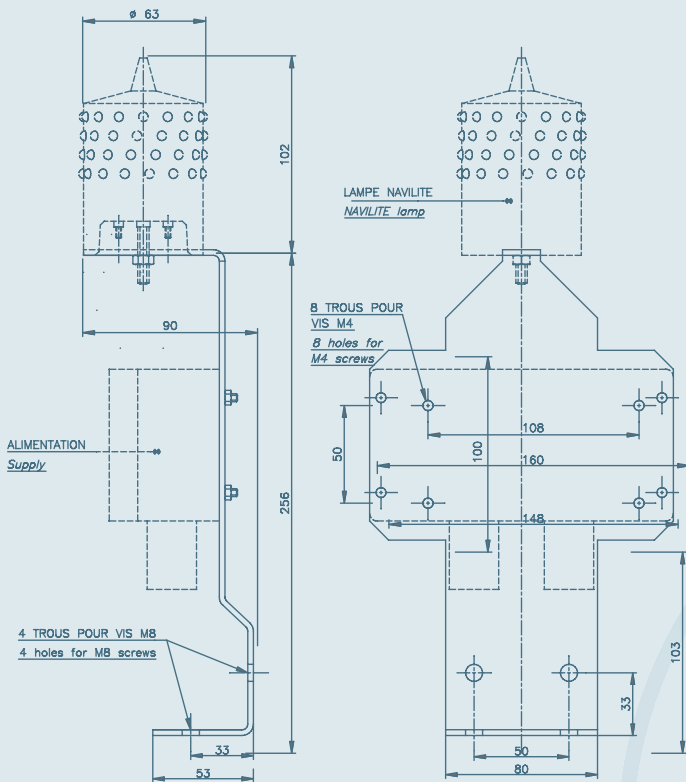 ø 63
102
LAMPE NAVILITE
NAVILITE lamp
90
8 TROUS POUR
VIS M4
8 holes for
M4 screws
108
50
100
160
ALIMENTATION
Supply
256
148
4 TROUS POUR VIS M8
4 holes for M8 screws
103
33
33
50
53
80